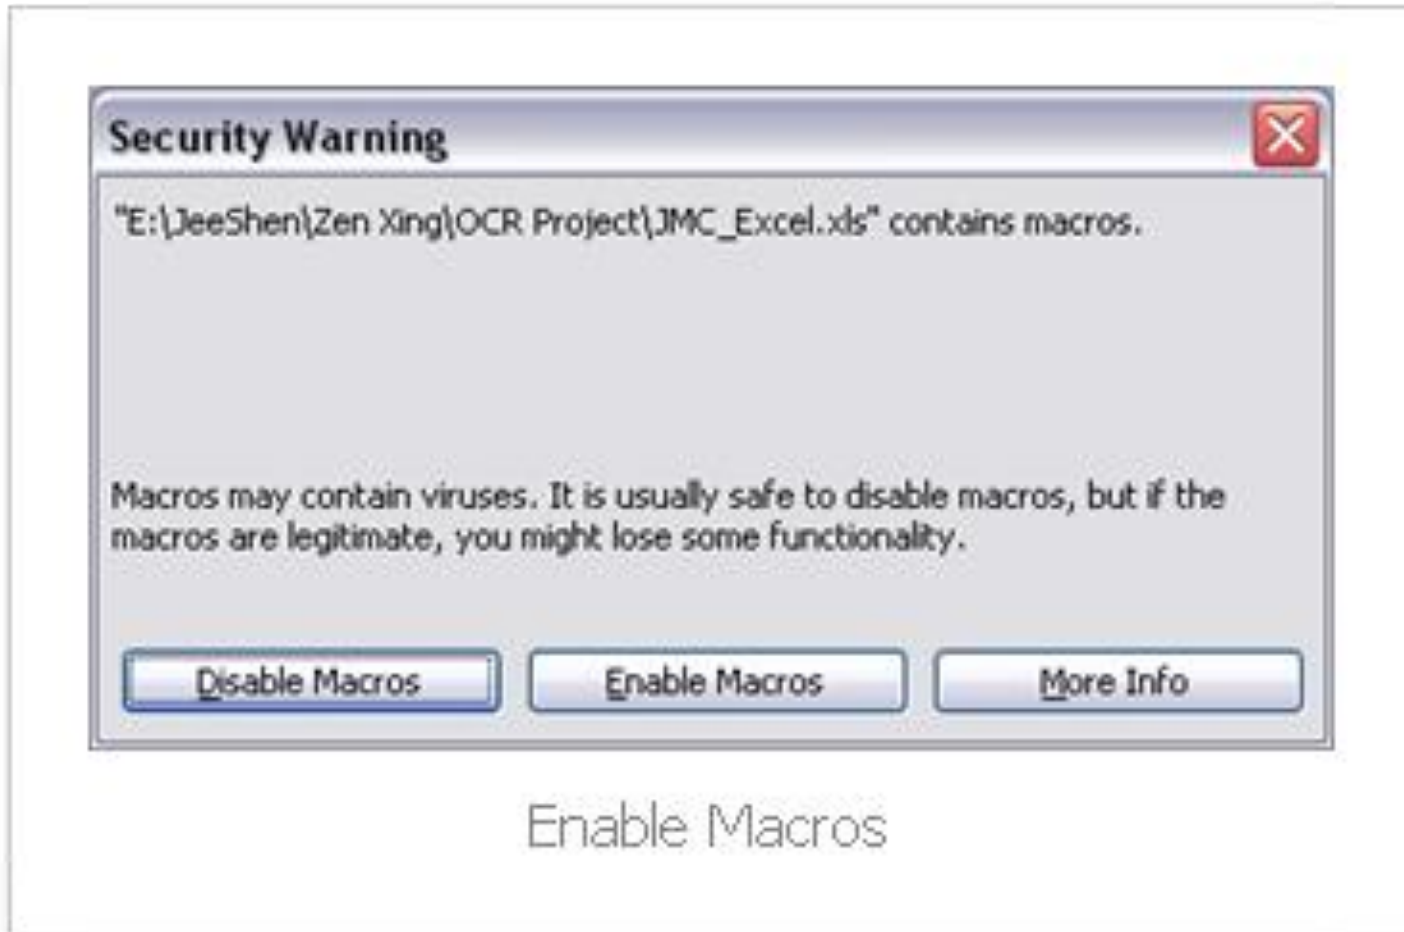 Security Warning
"E:\JeeShen\Zen Xing\OCR Project\JMC_Excel.xls" contains macros.
Macros may contain viruses. It is usually safe to disable macros, but if the
macros are legitimate, you might lose some functionality.
Disable Macros Enable Macros More Info
Enable Macros